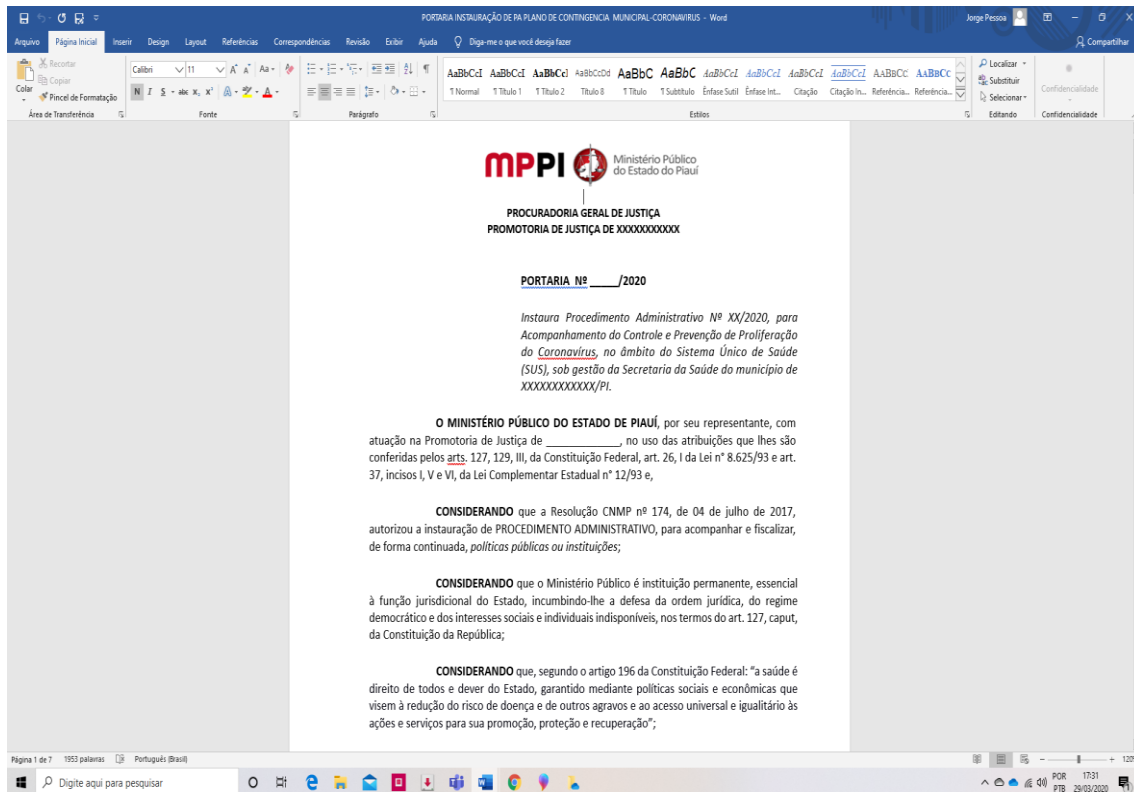 PORTARIA INSTAURAÇÃO DE PA PLANO DE CONTINGENCIA MUNICIPAL-CORONAVIRUS - Word
Jorge Pessoa
Arquivo Página Inicial Inserir Design Layout Referências Correspondências Revisão Exibir Ajuda Diga-me o que você deseja fazer Compartilhar
Colar
Recortar
Copiar
Pincel de Formatação
Área de Transferência
Calibri 11
N I S abc x, x²
Fonte
Parágrafo
AaBbCcI AaBbCcI AaBbCcI AaBbCcDd AaBbC AaBbC AaBbCcI AaBbCcI AaBbCcI AaBbCcI AABBCC AABBCC
¶ Normal ¶ Título 1 ¶ Título 2 Título 8 ¶ Título ¶ Subtítulo Ênfase Sutil Ênfase Int... Citação Citação In... Referência... Referência...
Estilos
Localizar
Substituir
Selecionar
Editando
Confidencialidade
Confidencialidade
MPPI Ministério Público
do Estado do Piauí
PROCURADORIA GERAL DE JUSTIÇA
PROMOTORIA DE JUSTIÇA DE XXXXXXXXXXX
PORTARIA Nº _____/2020
Instaura Procedimento Administrativo Nº XX/2020, para
Acompanhamento do Controle e Prevenção de Proliferação
do Coronavírus, no âmbito do Sistema Único de Saúde
(SUS), sob gestão da Secretaria da Saúde do município de
XXXXXXXXXXXX/PI.
O MINISTÉRIO PÚBLICO DO ESTADO DE PIAUÍ, por seu representante, com
atuação na Promotoria de Justiça de _____________, no uso das atribuições que lhes são
conferidas pelos arts. 127, 129, III, da Constituição Federal, art. 26, I da Lei n° 8.625/93 e art.
37, incisos I, V e VI, da Lei Complementar Estadual n° 12/93 e,
CONSIDERANDO que a Resolução CNMP nº 174, de 04 de julho de 2017,
autorizou a instauração de PROCEDIMENTO ADMINISTRATIVO, para acompanhar e fiscalizar,
de forma continuada, políticas públicas ou instituições;
CONSIDERANDO que o Ministério Público é instituição permanente, essencial
à função jurisdicional do Estado, incumbindo-lhe a defesa da ordem jurídica, do regime
democrático e dos interesses sociais e individuais indisponíveis, nos termos do art. 127, caput,
da Constituição da República;
CONSIDERANDO que, segundo o artigo 196 da Constituição Federal: “a saúde é
direito de todos e dever do Estado, garantido mediante políticas sociais e econômicas que
visem à redução do risco de doença e de outros agravos e ao acesso universal e igualitário às
ações e serviços para sua promoção, proteção e recuperação”;
Página 1 de 7 1953 palavras Português (Brasil) 120%
Digite aqui para pesquisar
POR
PTB
17:31
29/03/2020